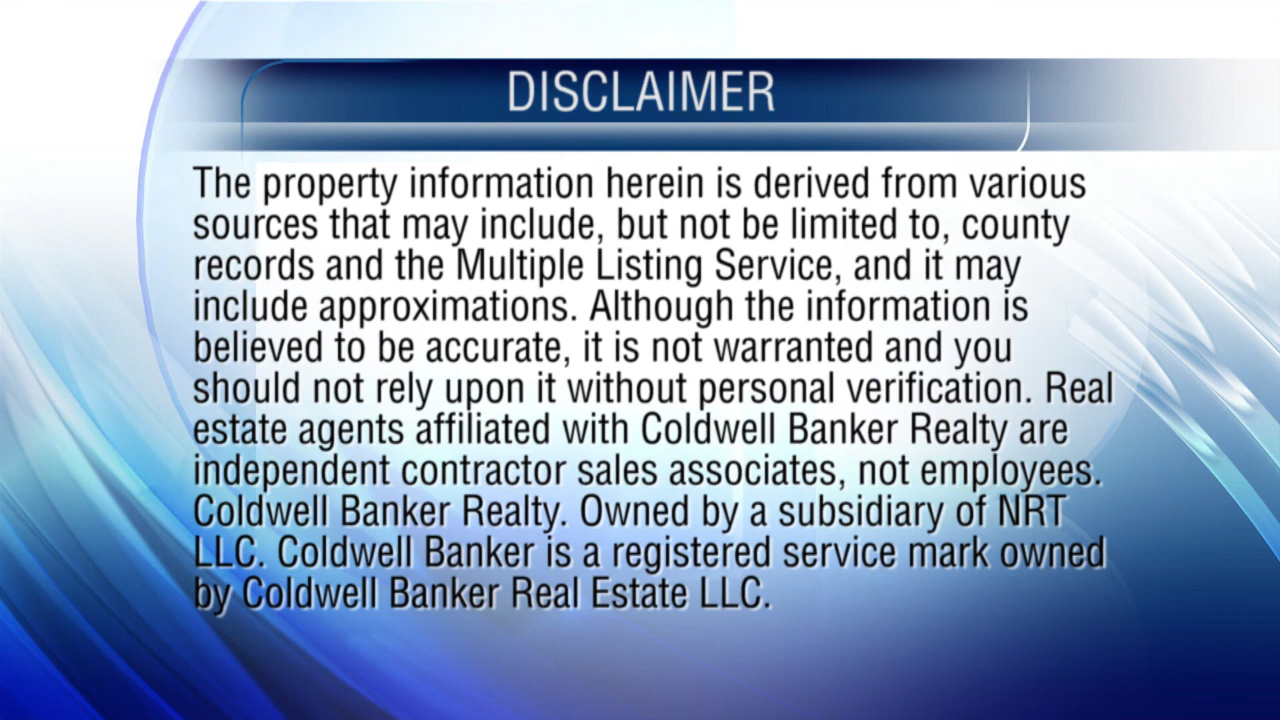 DISCLAIMER
The property information herein is derived from various
sources that may include, but not be limited to, county
records and the Multiple Listing Service, and it may
include approximations. Although the information is
believed to be accurate, it is not warranted and you
should not rely upon it without personal verification. Real
estate agents affiliated with Coldwell Banker Realty are
independent contractor sales associates, not employees.
Coldwell Banker Realty. Owned by a subsidiary of NRT
LLC. Coldwell Banker is a registered service mark owned
by Coldwell Banker Real Estate LLC.